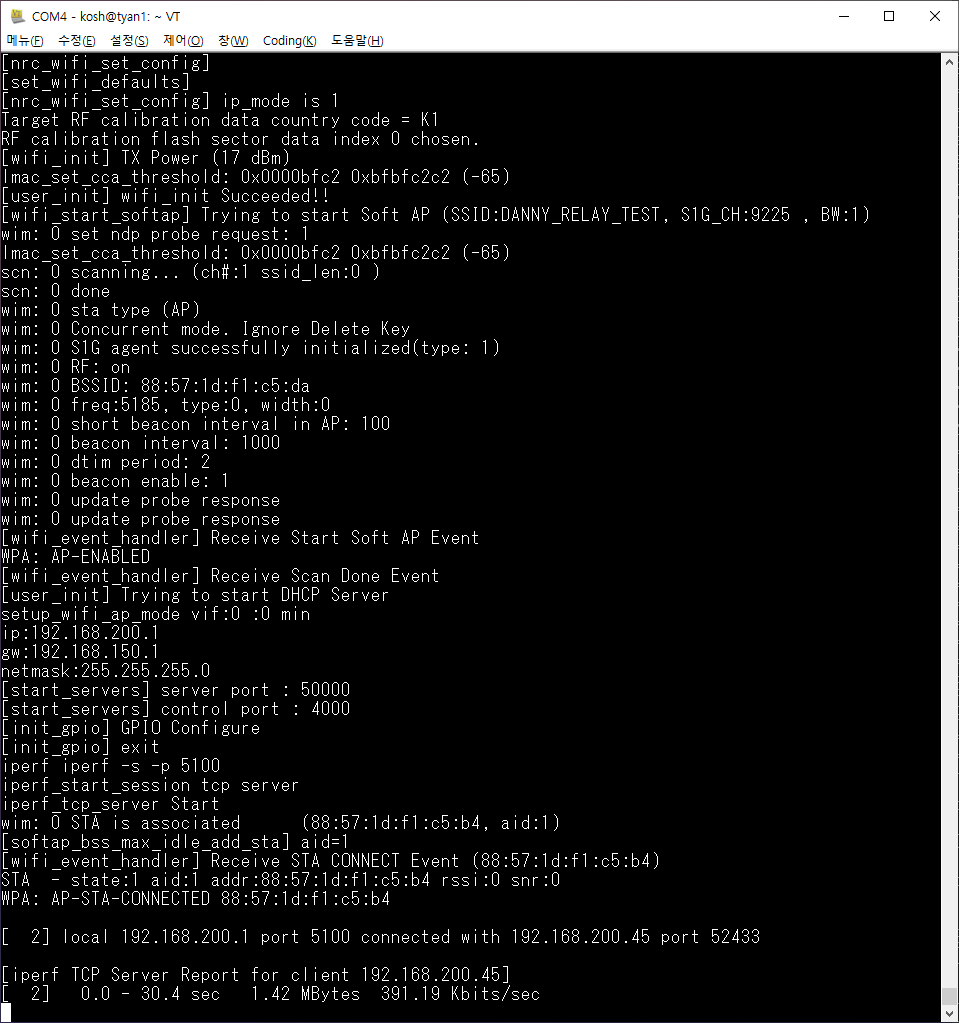 COM4 - kosh@tyan1: ~ VT
메뉴(F) 수정(E) 설정(S) 제어(O) 창(W) Coding(K) 도움말(H)
[nrc_wifi_set_config]
[set_wifi_defaults]
[nrc_wifi_set_config] ip_mode is 1
Target RF calibration data country code = K1
RF calibration flash sector data index 0 chosen.
[wifi_init] TX Power (17 dBm)
lmac_set_cca_threshold: 0x0000bfc2 0xbfbfc2c2 (-65)
[user_init] wifi_init Succeeded!!
[wifi_start_softap] Trying to start Soft AP (SSID:DANNY_RELAY_TEST, S1G_CH:9225 , BW:1)
wim: 0 set ndp probe request: 1
lmac_set_cca_threshold: 0x0000bfc2 0xbfbfc2c2 (-65)
scn: 0 scanning... (ch#:1 ssid_len:0 )
scn: 0 done
wim: 0 sta type (AP)
wim: 0 Concurrent mode. Ignore Delete Key
wim: 0 S1G agent successfully initialized(type: 1)
wim: 0 RF: on
wim: 0 BSSID: 88:57:1d:f1:c5:da
wim: 0 freq:5185, type:0, width:0
wim: 0 short beacon interval in AP: 100
wim: 0 beacon interval: 1000
wim: 0 dtim period: 2
wim: 0 beacon enable: 1
wim: 0 update probe response
wim: 0 update probe response
[wifi_event_handler] Receive Start Soft AP Event
WPA: AP-ENABLED
[wifi_event_handler] Receive Scan Done Event
[user_init] Trying to start DHCP Server
setup_wifi_ap_mode vif:0 :0 min
ip:192.168.200.1
gw:192.168.150.1
netmask:255.255.255.0
[start_servers] server port : 50000
[start_servers] control port : 4000
[init_gpio] GPIO Configure
[init_gpio] exit
iperf iperf -s -p 5100
iperf_start_session tcp server
iperf_tcp_server Start
wim: 0 STA is associated      (88:57:1d:f1:c5:b4, aid:1)
[softap_bss_max_idle_add_sta] aid=1
[wifi_event_handler] Receive STA CONNECT Event (88:57:1d:f1:c5:b4)
STA  - state:1 aid:1 addr:88:57:1d:f1:c5:b4 rssi:0 snr:0
WPA: AP-STA-CONNECTED 88:57:1d:f1:c5:b4
[  2] local 192.168.200.1 port 5100 connected with 192.168.200.45 port 52433
[iperf TCP Server Report for client 192.168.200.45]
[  2]   0.0 - 30.4 sec   1.42 MBytes  391.19 Kbits/sec